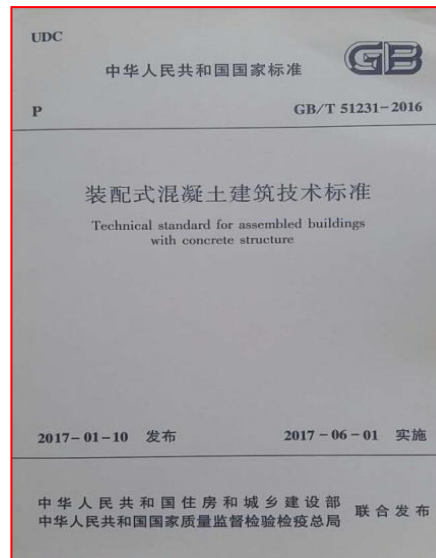 UDC
GB
中华人民共和国国家标准
P
GB/T 51231-2016
装配式混凝土建筑技术标准
Technical standard for assembled buildings
with concrete structure
2017-01-10 发布
2017-06-01 实施
中华人民共和国住房和城乡建设部
中华人民共和国国家质量监督检验检疫总局
联合发布